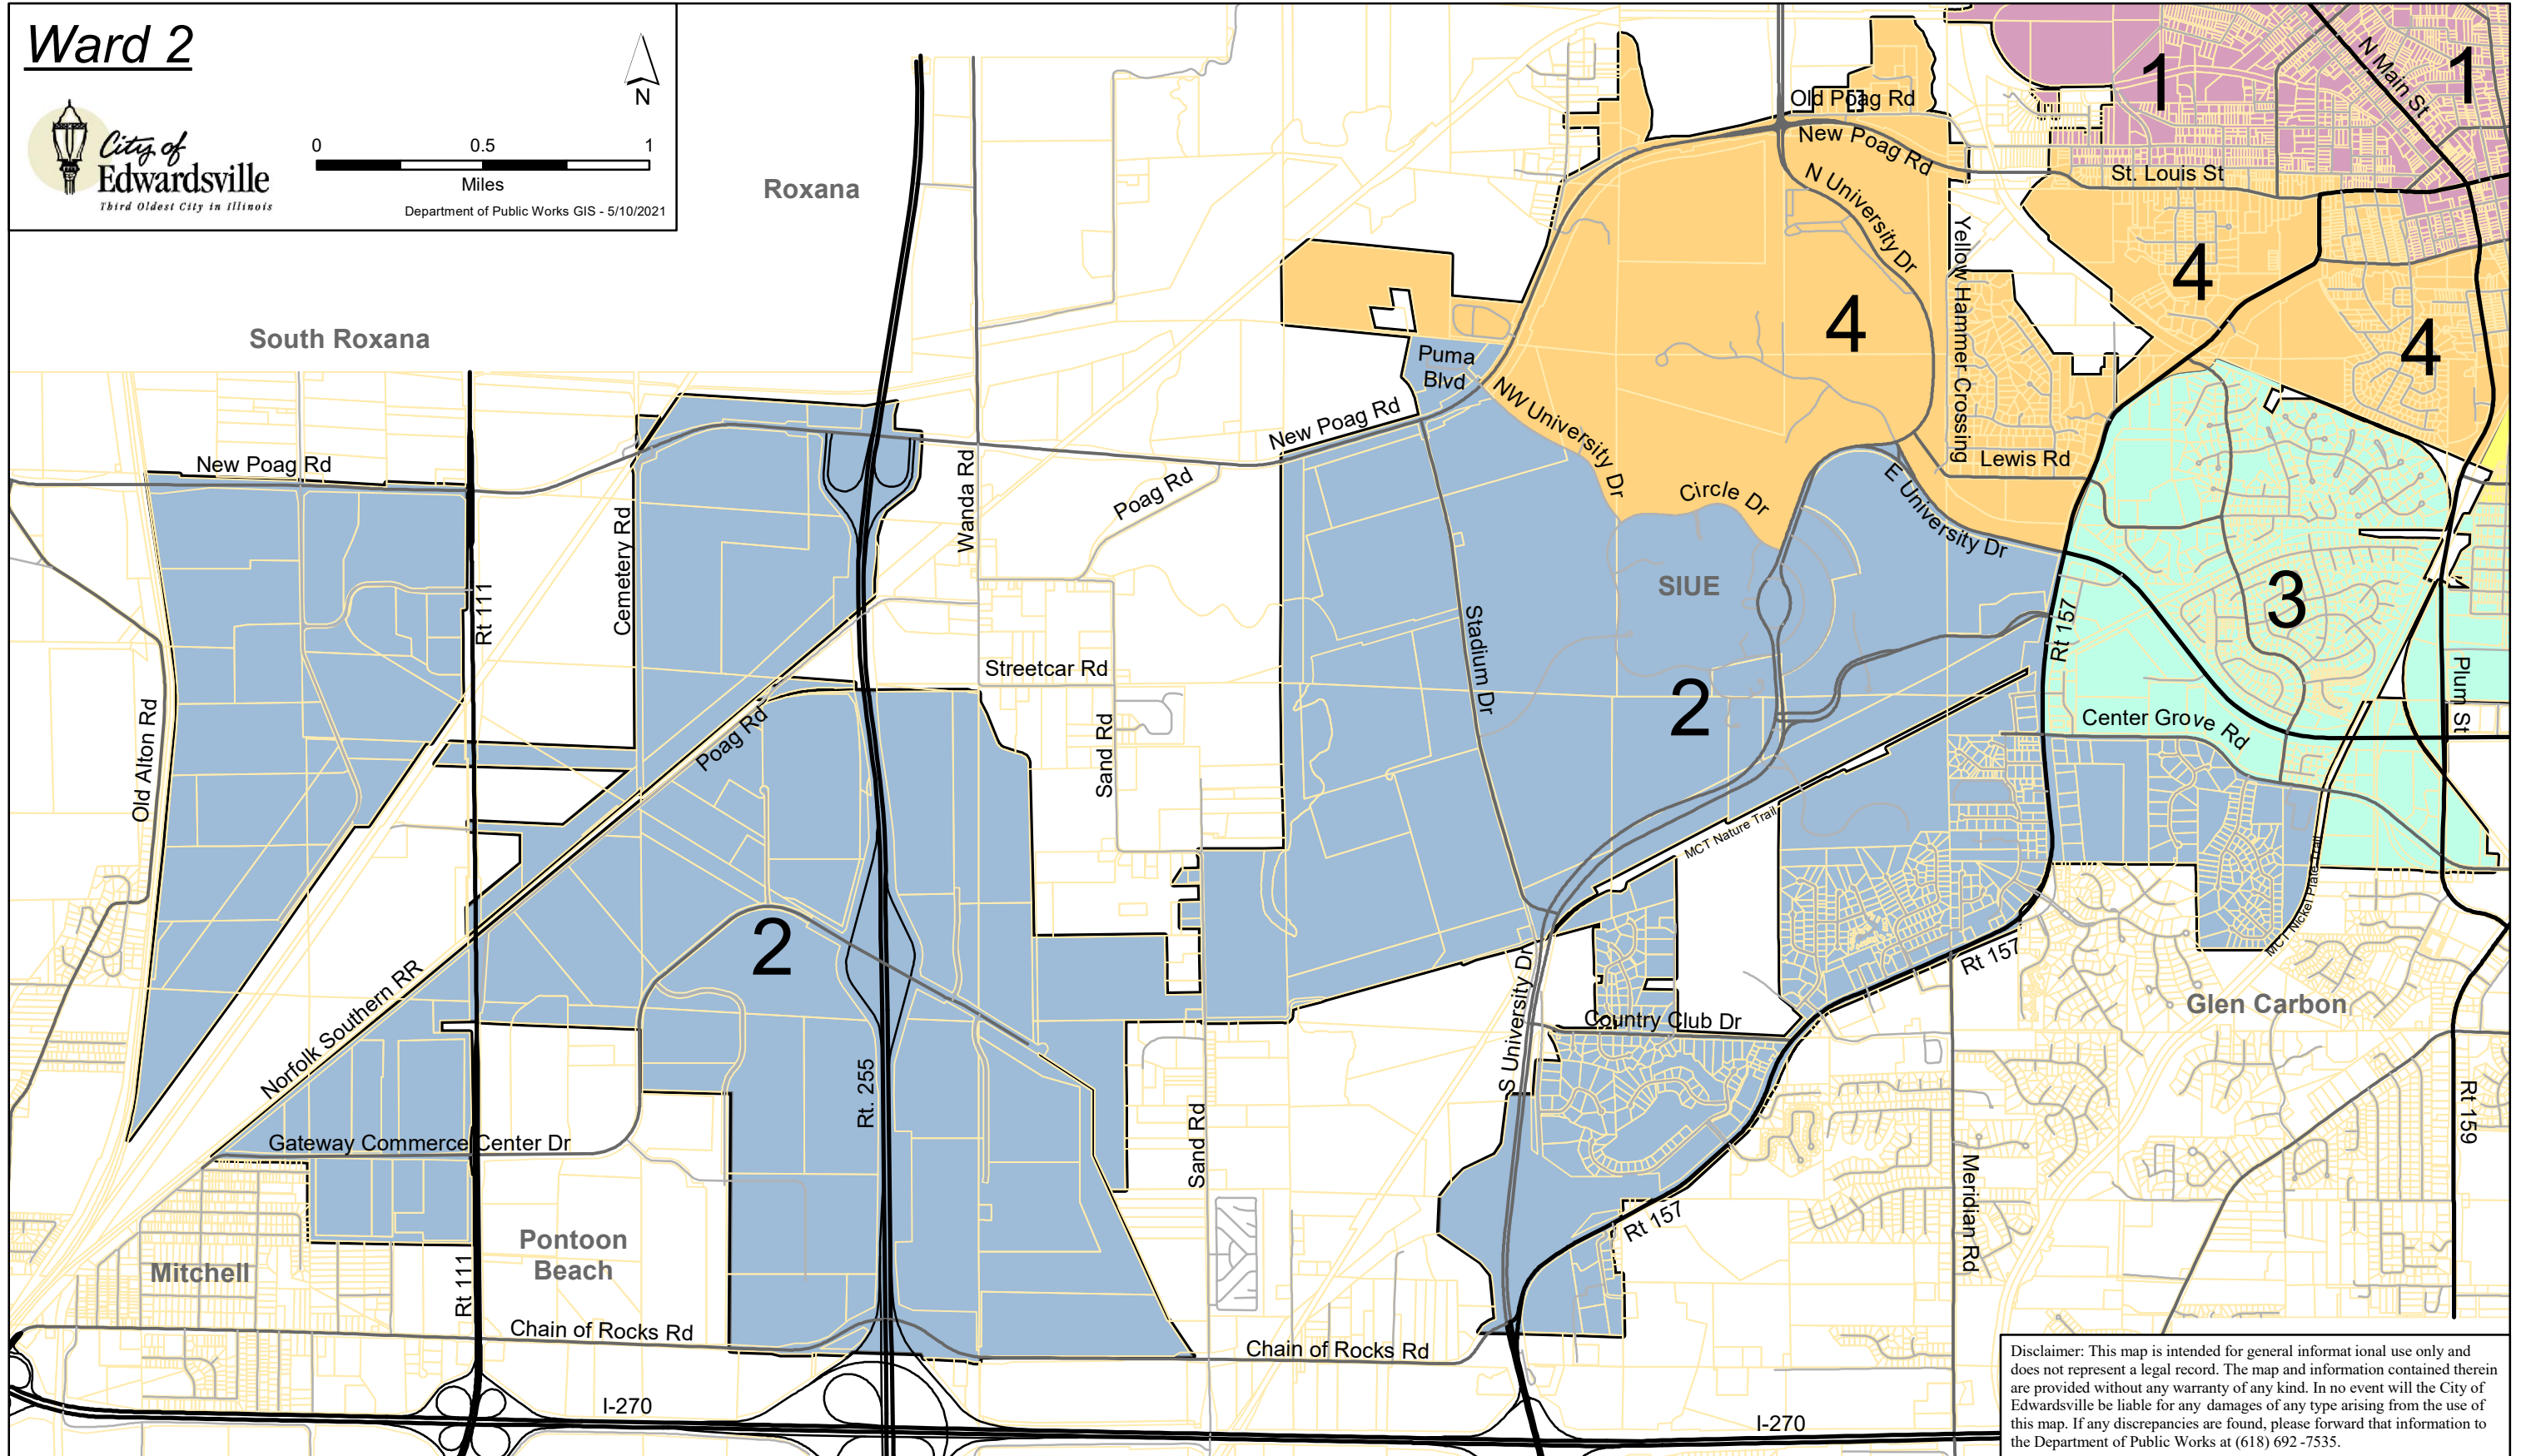 Ward 2
N
City of
Edwardsville
Third Oldest City in Illinois
0 0.5 1
Miles
Department of Public Works GIS - 5/10/2021
Roxana
South Roxana
Old Poag Rd
New Poag Rd
N University Dr
Yellow Hammer Crossing
N Main St
1
1
St. Louis St
4
4
4
Puma
Blvd
New Poag Rd
NW University Dr
Lewis Rd
Circle Dr
E University Dr
New Poag Rd
Poag Rd
Wanda Rd
Cemetery Rd
Rt 111
Old Alton Rd
SIUE
Stadium Dr
Streetcar Rd
Sand Rd
Poag Rd
2
3
Rt 157
Center Grove Rd
Plum St
MCT Nature Trail
MCT Nickel Plate Trail
2
Norfolk Southern RR
Rt 157
Glen Carbon
S University Dr
Country Club Dr
Rt. 255
Sand Rd
Gateway Commerce Center Dr
Meridian Rd
Rt 159
Rt 157
Pontoon
Beach
Mitchell
Rt 111
Chain of Rocks Rd
Chain of Rocks Rd
I-270
I-270
Disclaimer: This map is intended for general informat ional use only and
does not represent a legal record. The map and information contained therein
are provided without any warranty of any kind. In no event will the City of
Edwardsville be liable for any damages of any type arising from the use of
this map. If any discrepancies are found, please forward that information to
the Department of Public Works at (618) 692 -7535.